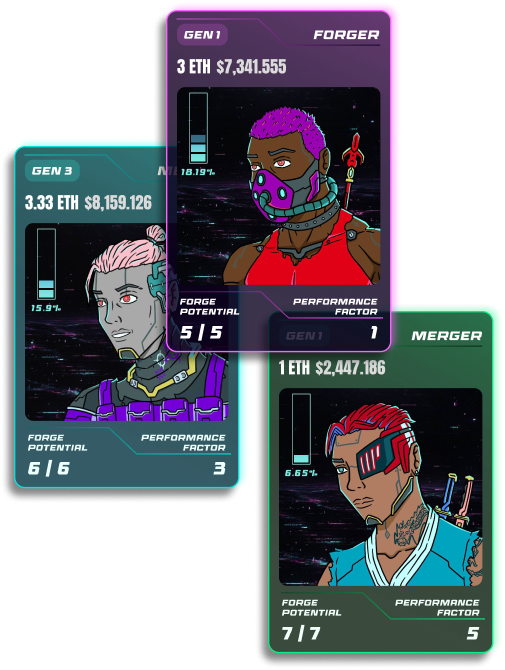 GEN 1 FORGER
3 ETH $7,341.555
18.19%
FORGE PERFORMANCE
POTENTIAL FACTOR
5 / 5 1
GEN 3
3.33 ETH $8,159.126
15.9%
FORGE PERFORMANCE
POTENTIAL FACTOR
6 / 6 3
GEN 1 MERGER
1 ETH $2,447.186
6.65%
FORGE PERFORMANCE
POTENTIAL FACTOR
7 / 7 5